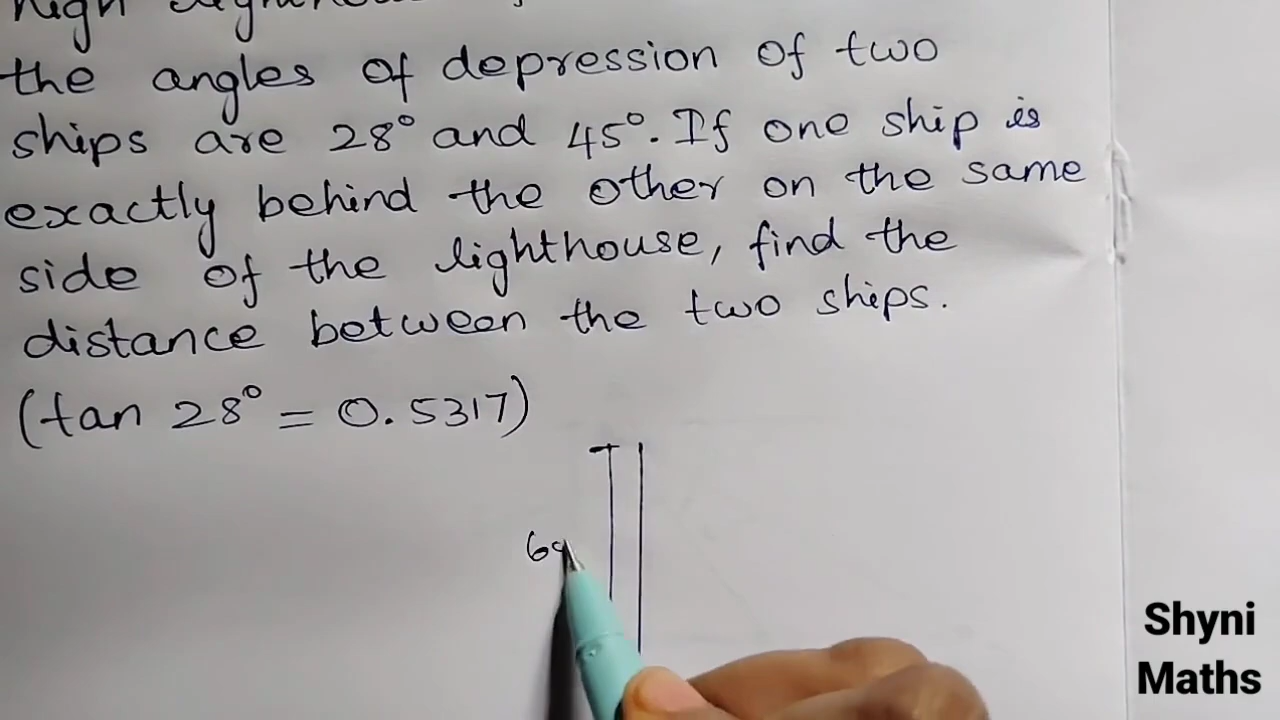 high
the angles of depression of two
ships are 28° and 45°. If one ship is
exactly behind the other on the same
side of the lighthouse, find the
distance between the two ships.
(tan 28° = 0.5317)
Shyni
Maths